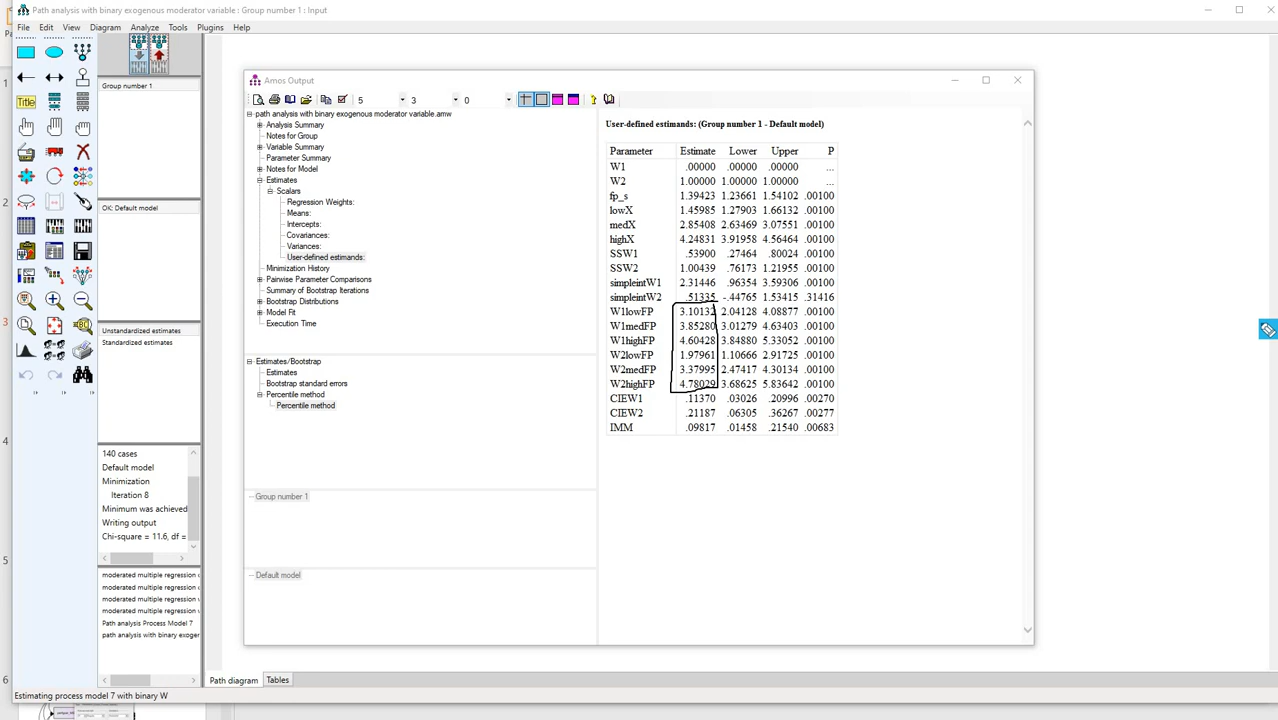 Path analysis with binary exogenous moderator variable : Group number 1 : Input
File Edit View Diagram Analyze Tools Plugins Help
Group number 1
OK: Default model
Unstandardized estimates
Standardized estimates
140 cases
Default model
Minimization
Iteration 8
Minimum was achieved
Writing output
Chi-square = 11.6, df =
moderated multiple regression
moderated multiple regression
moderated multiple regression
moderated multiple regression
Path analysis Process Model 7
path analysis with binary exoger
Title
Amos Output
5 3 0
path analysis with binary exogenous moderator variable.amw
Analysis Summary
Notes for Group
Variable Summary
Parameter Summary
Notes for Model
Estimates
Scalars
Regression Weights:
Means:
Intercepts:
Covariances:
Variances:
User-defined estimands:
Minimization History
Pairwise Parameter Comparisons
Summary of Bootstrap Iterations
Bootstrap Distributions
Model Fit
Execution Time
Estimates/Bootstrap
Estimates
Bootstrap standard errors
Percentile method
Percentile method
Group number 1
Default model
User-defined estimands: (Group number 1 - Default model)
Parameter Estimate Lower Upper P
W1 .00000 .00000 .00000 ...
W2 1.00000 1.00000 1.00000 ...
fp_s 1.39423 1.23661 1.54102 .00100
lowX 1.45985 1.27903 1.66132 .00100
medX 2.85408 2.63469 3.07551 .00100
highX 4.24831 3.91958 4.56464 .00100
SSW1 .53900 .27464 .80024 .00100
SSW2 1.00439 .76173 1.21955 .00100
simpleintW1 2.31446 .96354 3.59306 .00100
simpleintW2 .51335 -.44765 1.53415 .31416
W1lowFP 3.10132 2.04128 4.08877 .00100
W1medFP 3.85280 3.01279 4.63403 .00100
W1highFP 4.60428 3.84880 5.33052 .00100
W2lowFP 1.97961 1.10666 2.91725 .00100
W2medFP 3.37995 2.47417 4.30134 .00100
W2highFP 4.78029 3.68625 5.83642 .00100
CIEW1 .11370 .03026 .20996 .00270
CIEW2 .21187 .06305 .36267 .00277
IMM .09817 .01458 .21540 .00683
Path diagram Tables
Estimating process model 7 with binary W
1
2
3
4
5
6